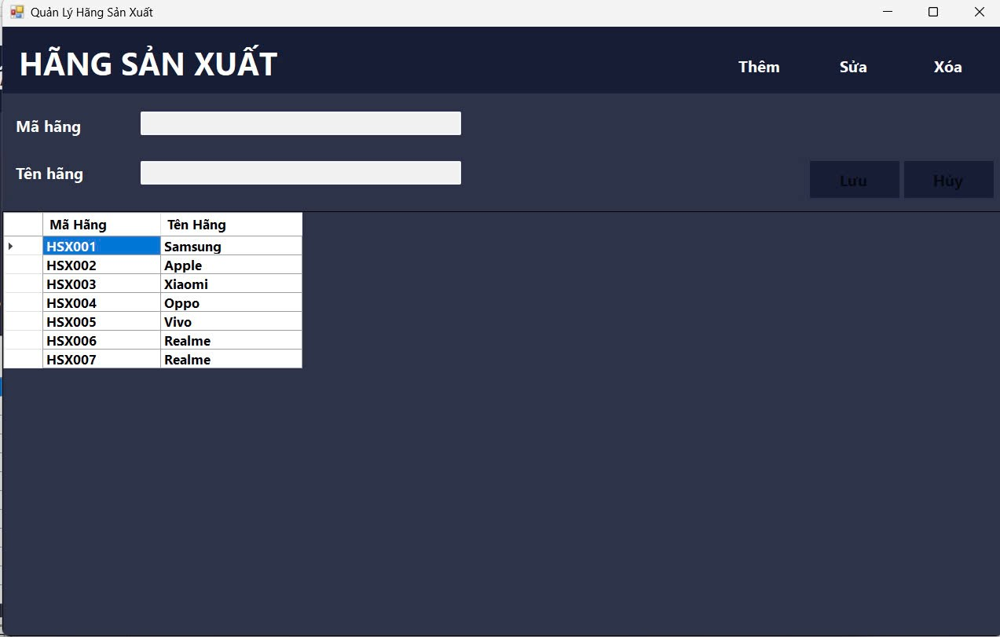 Quản Lý Hãng Sản Xuất
HÃNG SẢN XUẤT Thêm Sửa Xóa
Mã hãng
Tên hãng
Lưu Hủy
Mã Hãng Tên Hãng
HSX001 Samsung
HSX002 Apple
HSX003 Xiaomi
HSX004 Oppo
HSX005 Vivo
HSX006 Realme
HSX007 Realme